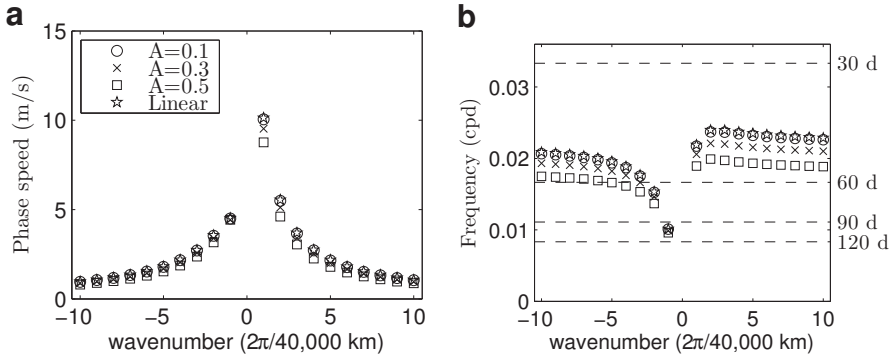 a
Phase speed (m/s)
15
10
5
0
−10
−5
0
5
10
wavenumber (2π/40,000 km)
A=0.1
A=0.3
A=0.5
Linear
b
Frequency (cpd)
0.03
0.02
0.01
0
−10
−5
0
5
10
wavenumber (2π/40,000 km)
30 d
60 d
90 d
120 d